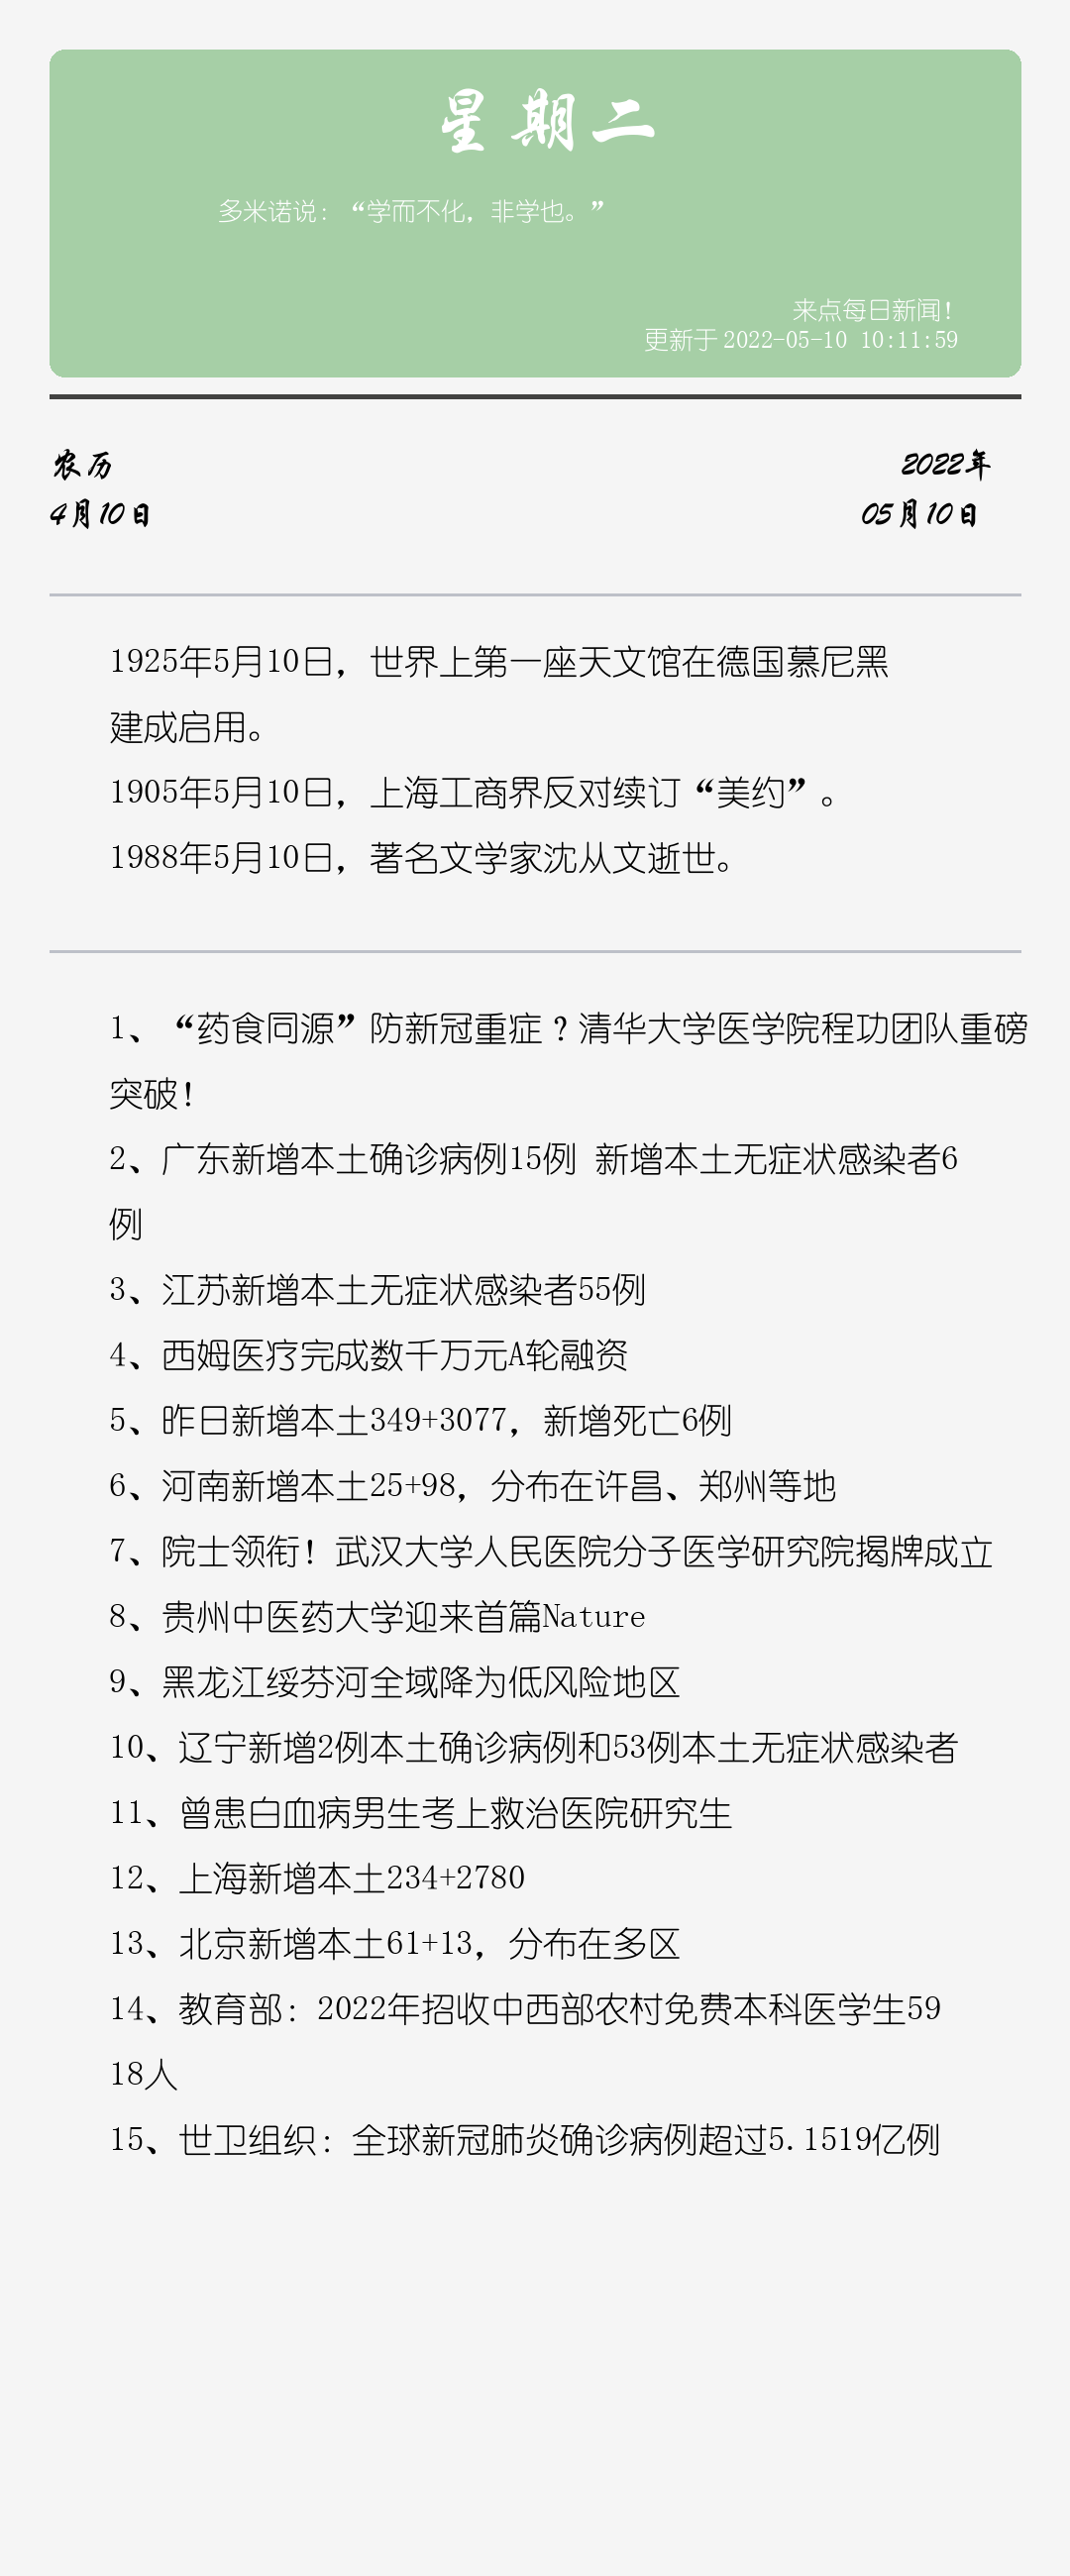 星期二
多米诺说：“学而不化，非学也。”
来点每日新闻！
更新于2022-05-10 10:11:59
农历
2022年
4月10日
05月10日
1925年5月10日，世界上第一座天文馆在德国慕尼黑
建成启用。
1905年5月10日，上海工商界反对续订“美约”。
1988年5月10日，著名文学家沈从文逝世。
1、“药食同源”防新冠重症？清华大学医学院程功团队重磅
突破！
2、广东新增本土确诊病例15例 新增本土无症状感染者6
例
3、江苏新增本土无症状感染者55例
4、西姆医疗完成数千万元A轮融资
5、昨日新增本土349+3077，新增死亡6例
6、河南新增本土25+98，分布在许昌、郑州等地
7、院士领衔！武汉大学人民医院分子医学研究院揭牌成立
8、贵州中医药大学迎来首篇Nature
9、黑龙江绥芬河全域降为低风险地区
10、辽宁新增2例本土确诊病例和53例本土无症状感染者
11、曾患白血病男生考上救治医院研究生
12、上海新增本土234+2780
13、北京新增本土61+13，分布在多区
14、教育部：2022年招收中西部农村免费本科医学生59
18人
15、世卫组织：全球新冠肺炎确诊病例超过5.1519亿例